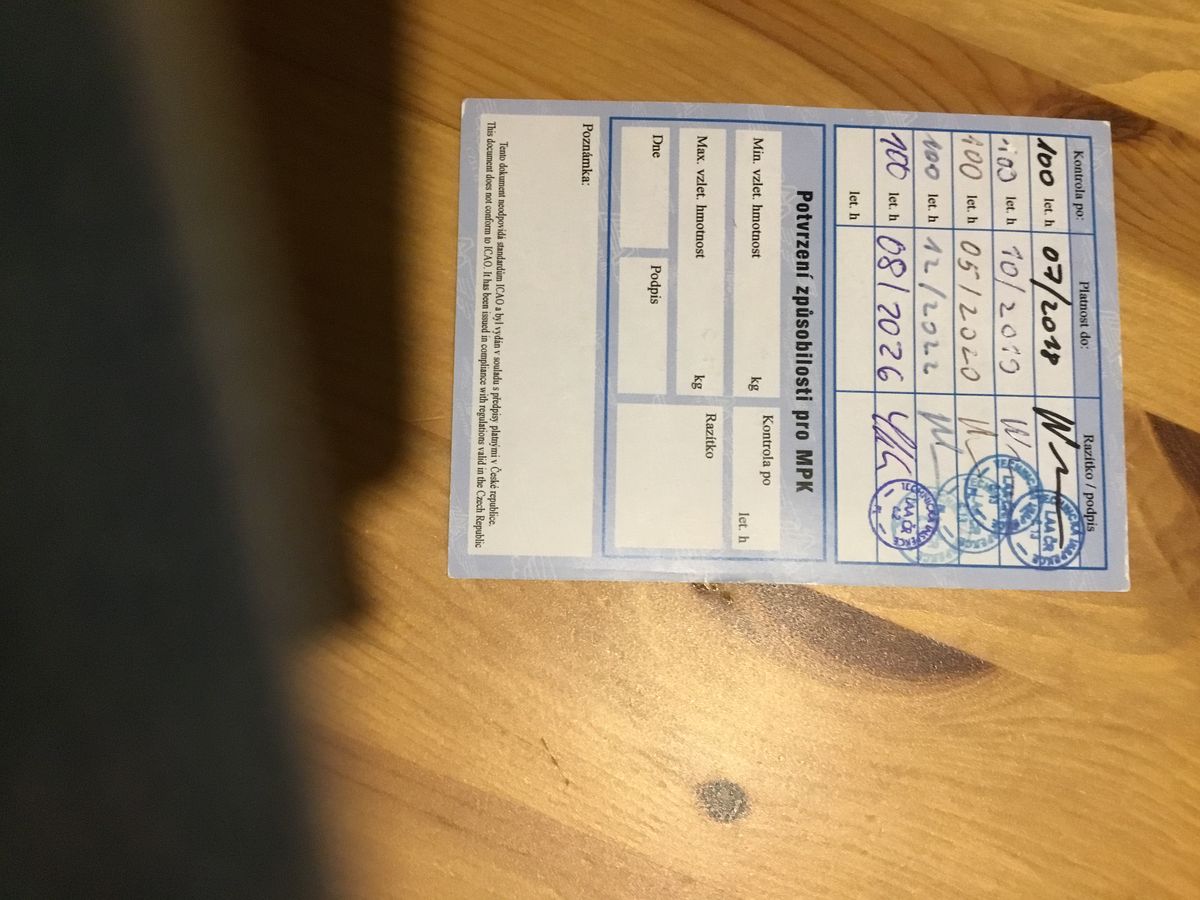 Kontrola po: Platnost do: Razítko / podpis
100 let. h 07/2018
100 let. h 10/2019
100 let. h 05/2020
100 let. h 12/2022
100 let. h 08/2026
let. h
TECHNICKÁ INSPEKCE
LAA ČR
Potvrzení způsobilosti pro MPK
Min. vzlet. hmotnost kg Kontrola po let. h
Max. vzlet. hmotnost kg Razítko
Dne Podpis
Poznámka:
Tento dokument neodpovídá standardům ICAO a byl vydán v souladu s předpisy platnými v České republice.
This document does not conform to ICAO. It has been issued in compliance with regulations valid in the Czech Republic